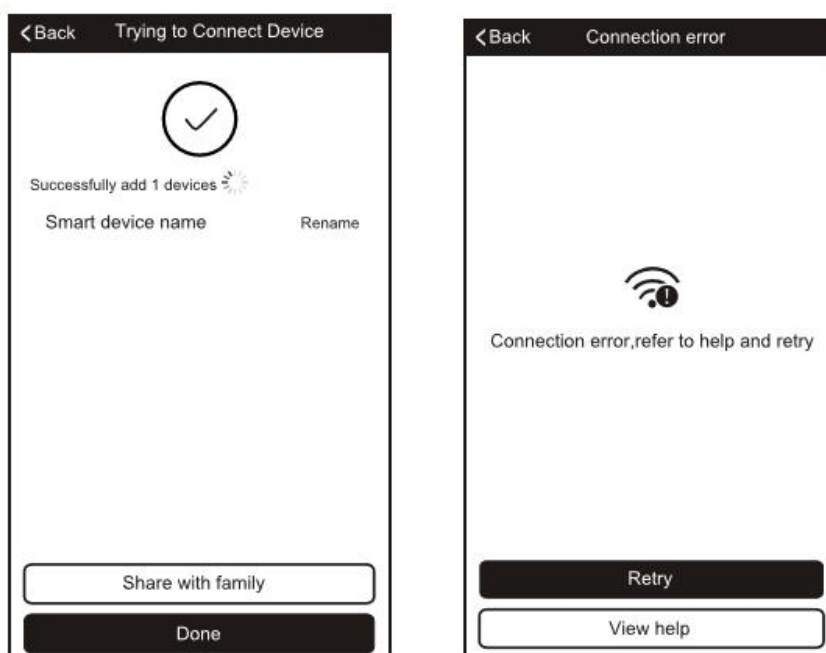 Back Trying to Connect Device
Successfully add 1 devices
Smart device name Rename
Share with family
Done
Back Connection error
Connection error,refer to help and retry
Retry
View help